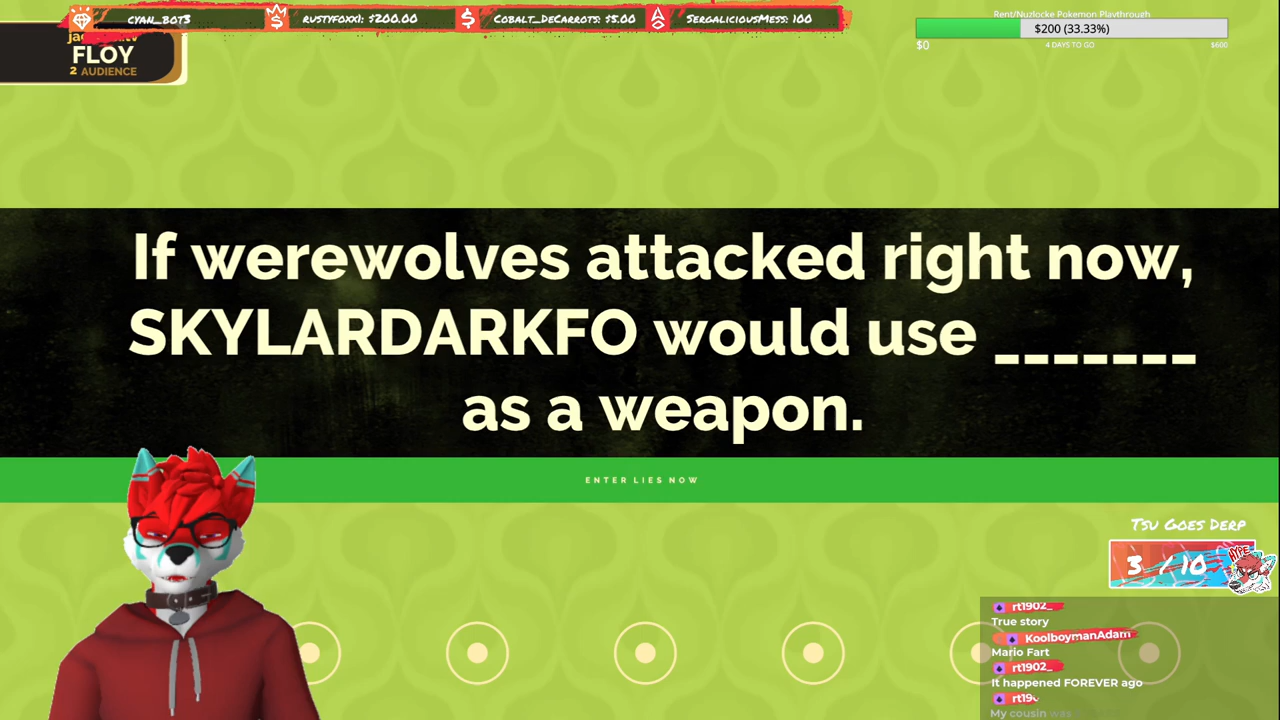 CYAN_BOT3
RUSTYFOXX1: $200.00
COBALT_DECARROTS: $5.00
SERGALICIOUSMESS: 100
FLOY
2 AUDIENCE
Rent/Nuzlocke Pokemon Playthrough
$200 (33.33%)
$0
4 DAYS TO GO
$600
If werewolves attacked right now,
SKYLARDARKFO would use _______
as a weapon.
ENTER LIES NOW
Tsu Goes Derp
3 / 10
HYPE
rt1902_
True story
KoolboymanAdam
Mario Fart
rt1902_
It happened FOREVER ago
rt190
My cousin was